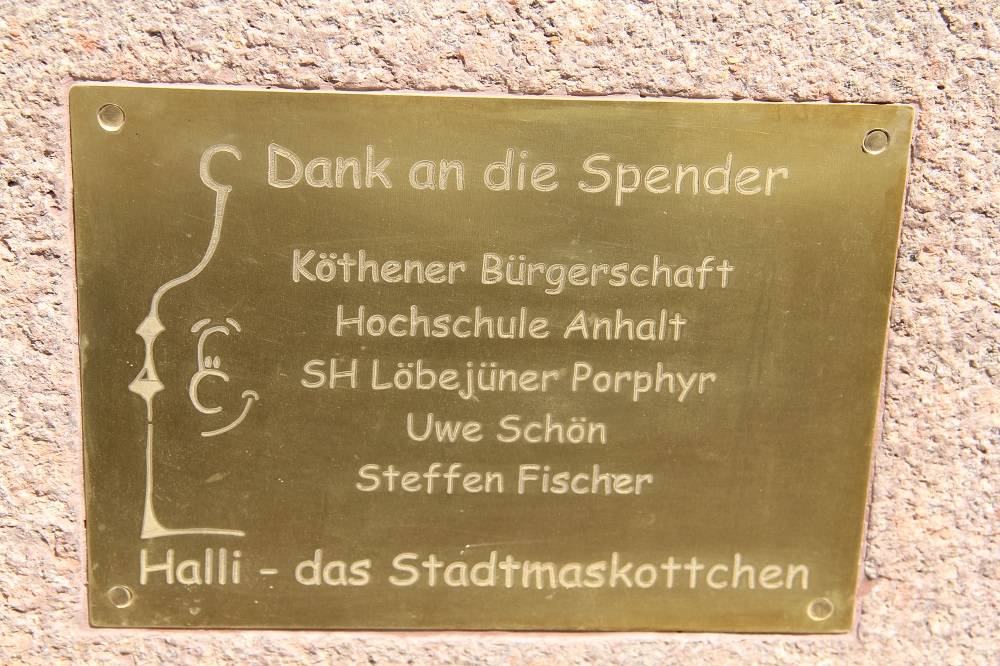 Dank an die Spender
Köthener Bürgerschaft
Hochschule Anhalt
SH Löbejüner Porphyr
Uwe Schön
Steffen Fischer
Halli - das Stadtmaskottchen